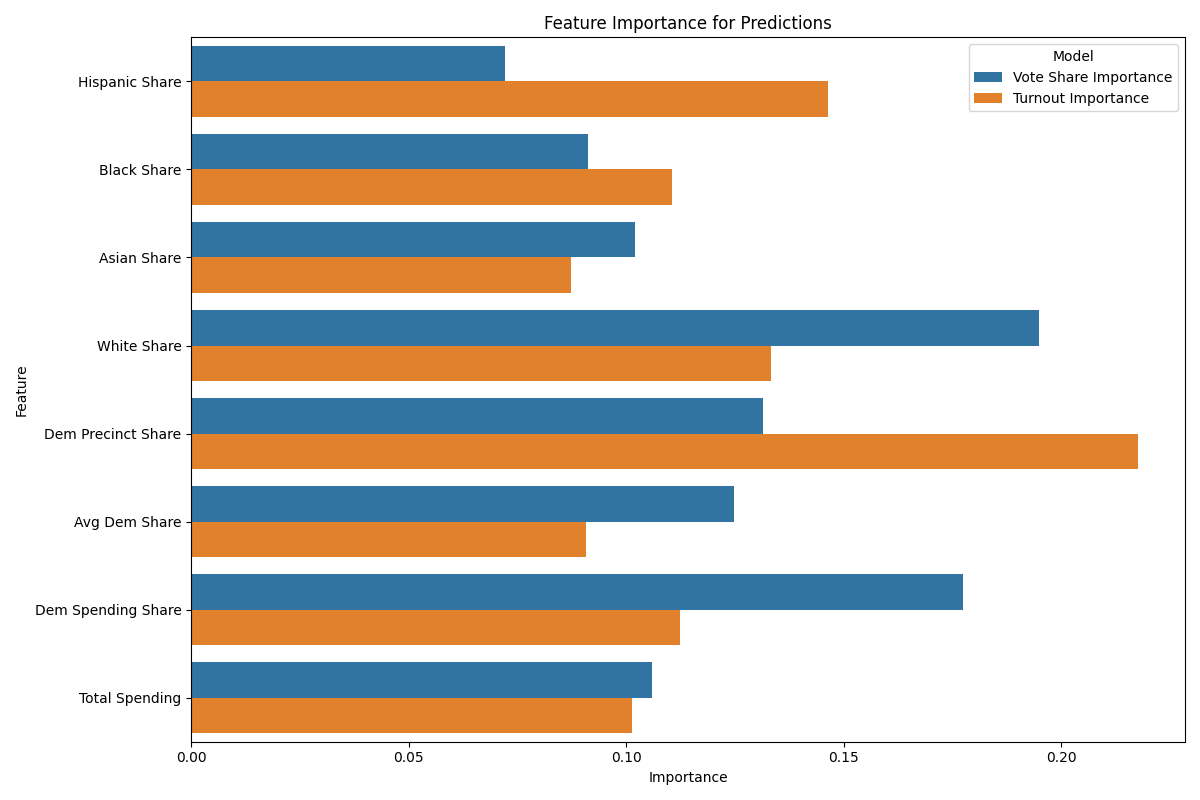 Feature Importance for Predictions
Model
Vote Share Importance
Turnout Importance
Feature
Hispanic Share
Black Share
Asian Share
White Share
Dem Precinct Share
Avg Dem Share
Dem Spending Share
Total Spending
0.00 0.05 0.10 0.15 0.20
Importance